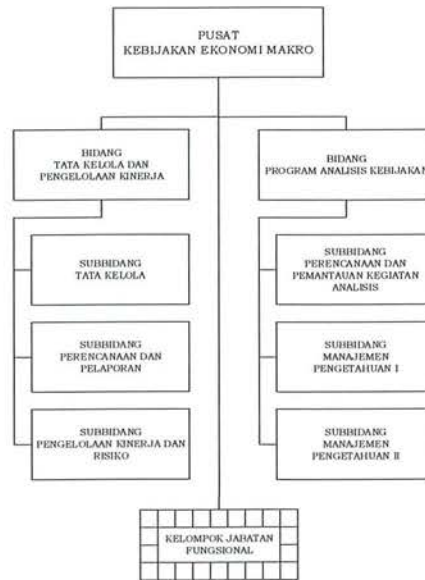 PUSAT
KEBIJAKAN EKONOMI MAKRO
BIDANG
TATA KELOLA DAN
PENGELOLAAN KINERJA
SUBBIDANG
TATA KELOLA
SUBBIDANG
PERENCANAAN DAN
PELAPORAN
SUBBIDANG
PENGELOLAAN KINERJA DAN
RISIKO
BIDANG
PROGRAM ANALISIS KEBIJAKAN
SUBBIDANG
PERENCANAAN DAN
PEMANTAUAN KEGIATAN
ANALISIS
SUBBIDANG
MANAJEMEN
PENGETAHUAN I
SUBBIDANG
MANAJEMEN
PENGETAHUAN II
KELOMPOK JABATAN
FUNGSIONAL